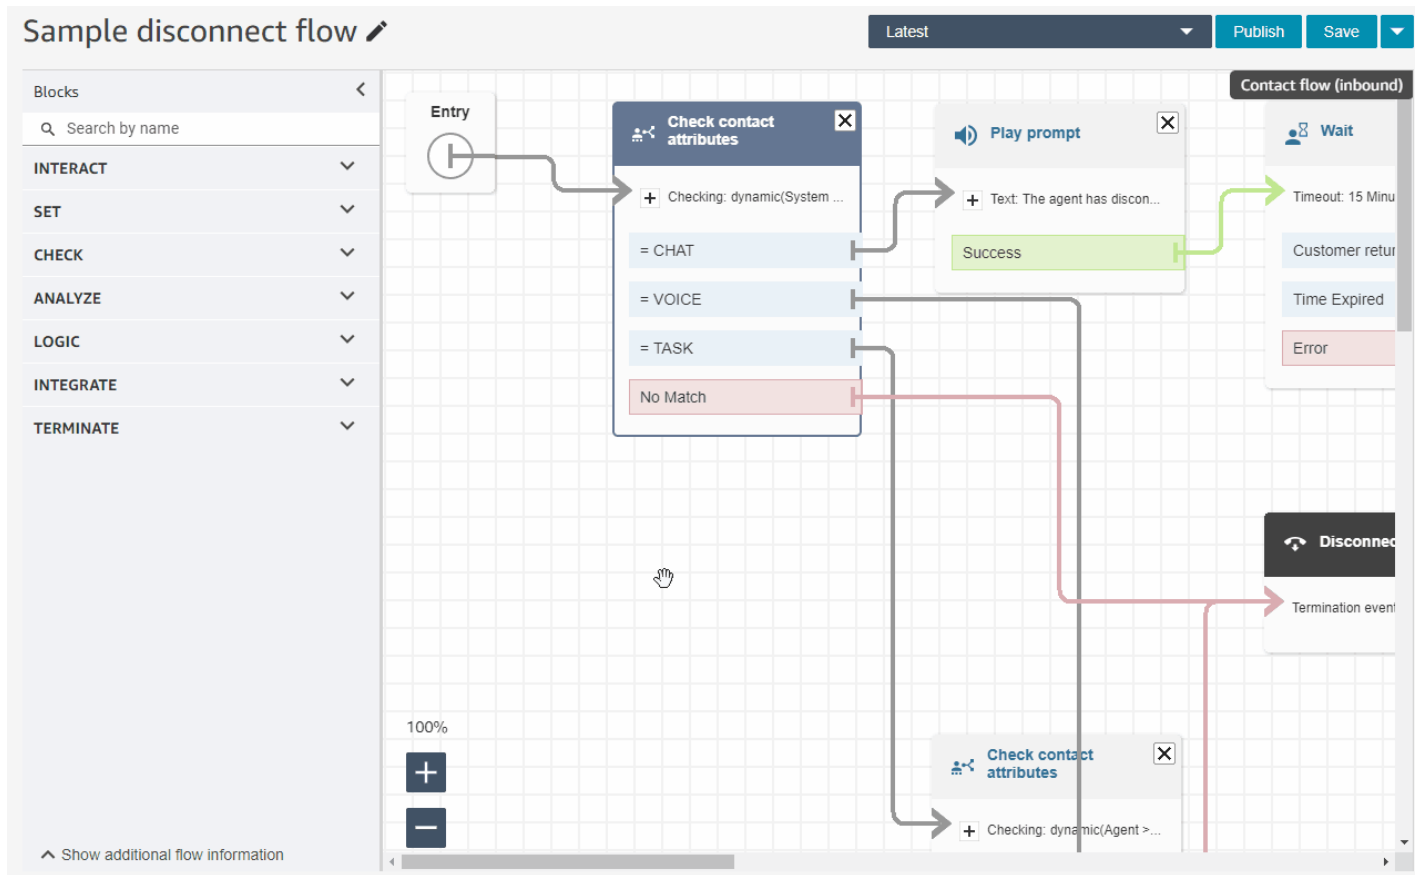 Sample disconnect flow
Latest
Publish
Save
Contact flow (inbound)
Blocks
Search by name
INTERACT
SET
CHECK
ANALYZE
LOGIC
INTEGRATE
TERMINATE
Show additional flow information
Entry
Check contact
attributes
Checking: dynamic(System ...
= CHAT
= VOICE
= TASK
No Match
Play prompt
Text: The agent has discon...
Success
Wait
Timeout: 15 Minu
Customer retur
Time Expired
Error
Disconnec
Termination event
100%
Check contact
attributes
Checking: dynamic(Agent >...